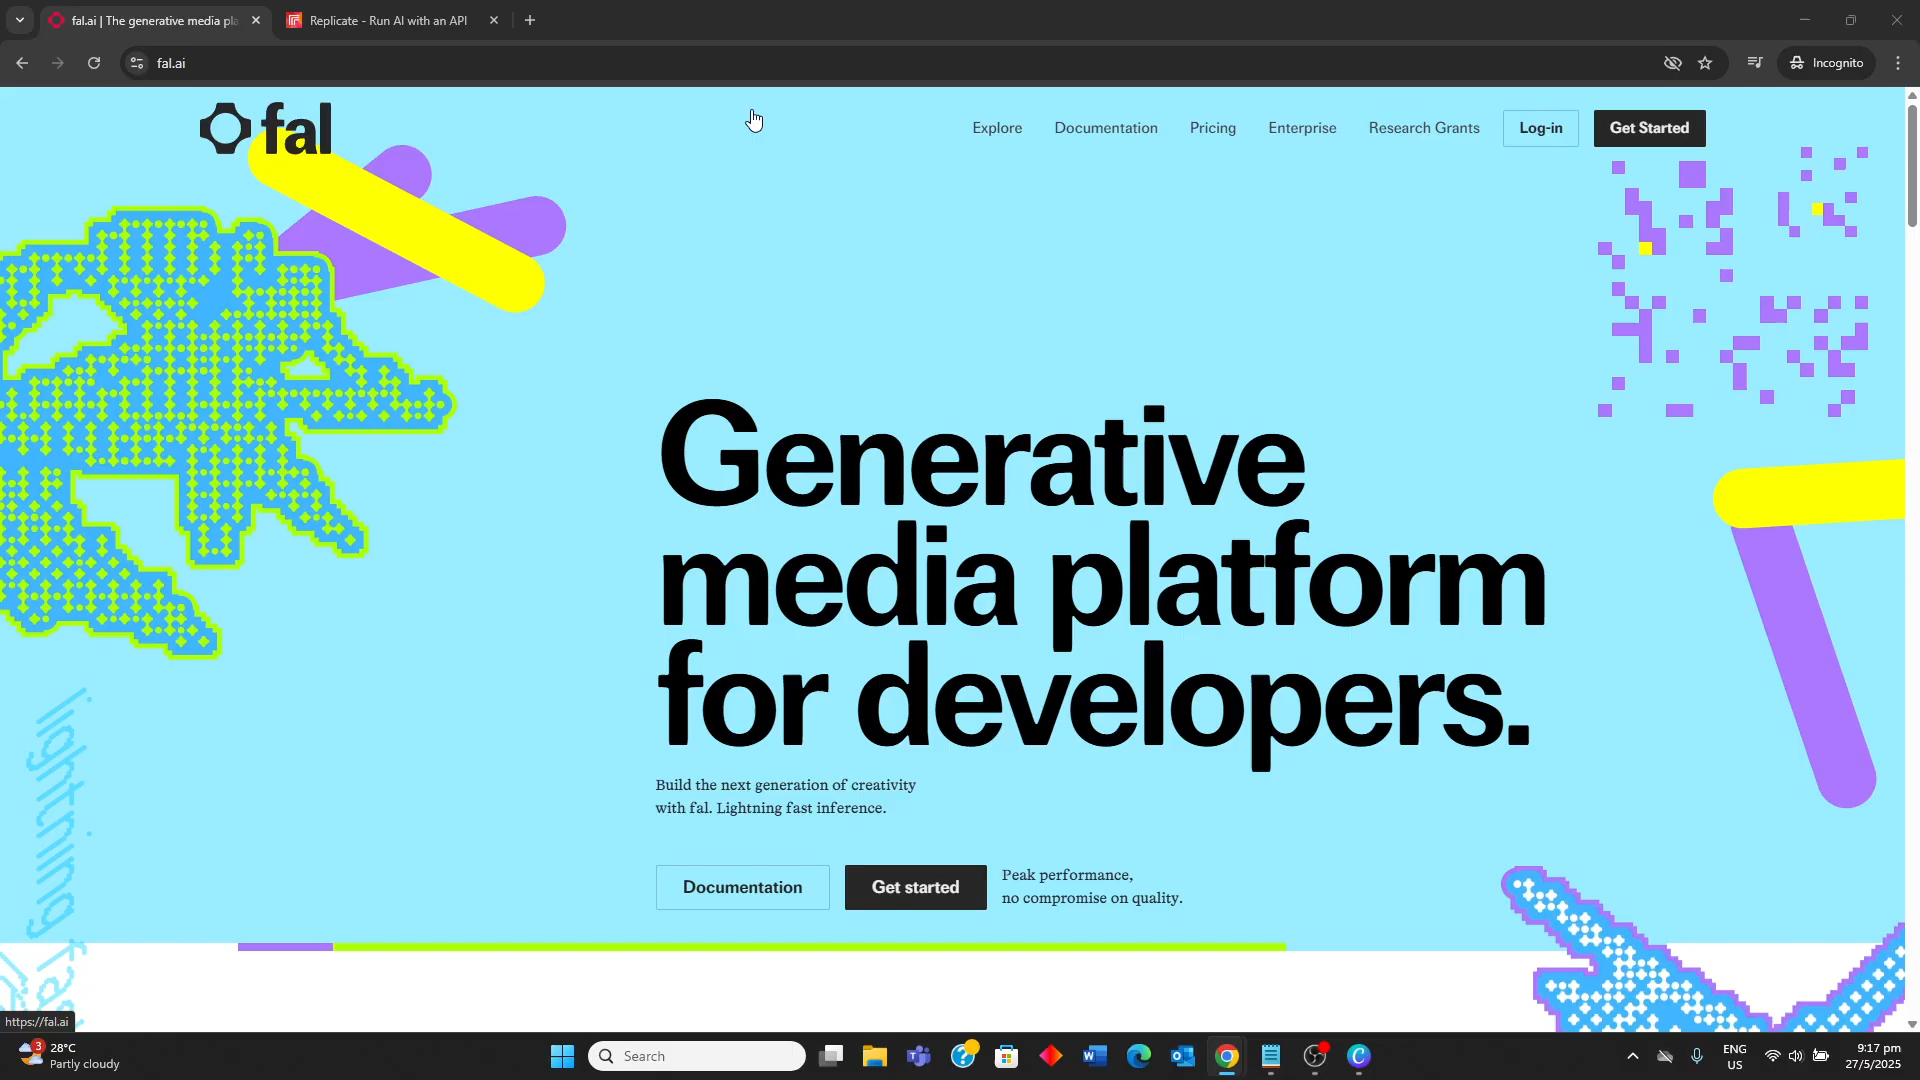 fal.ai | The generative media pla
Replicate - Run AI with an API
fal.ai
Incognito
fal
Explore
Documentation
Pricing
Enterprise
Research Grants
Log-in
Get Started
Generative
media platform
for developers.
Build the next generation of creativity
with fal. Lightning fast inference.
Documentation
Get started
Peak performance,
no compromise on quality.
https://fal.ai
3
28°C
Partly cloudy
Search
ENG
US
9:17 pm
27/5/2025